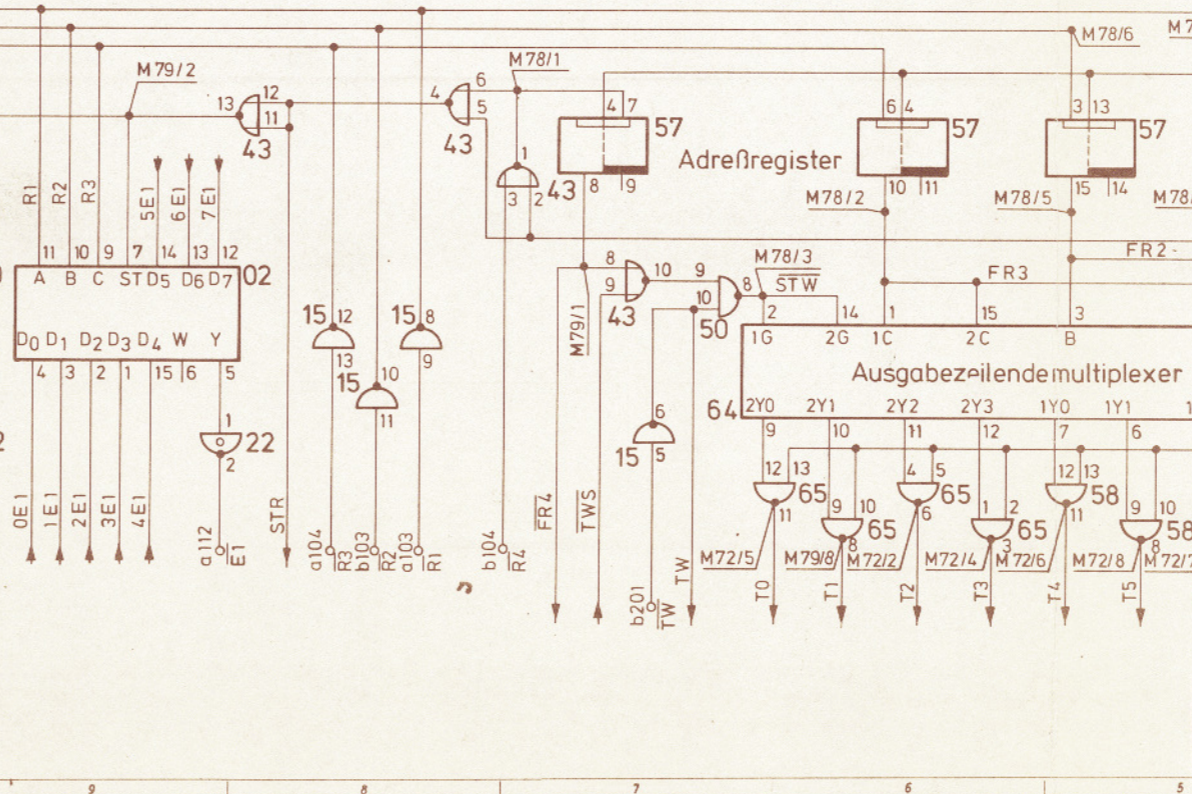 M78/6
M7
M79/2
M78/1
13 12 11 43
4 6 5 43
1 3 2 43
4 7 57 8 9
Adreßregister
6 4 57 10 11
3 13 57 15 14
M78/2
M78/5
M78/
R1 R2 R3 5E1 6E1 7E1
11 10 9 7 14 13 12
A B C ST D5 D6 D7 02
D0 D1 D2 D3 D4 W Y
4 3 2 1 15 6 5
FR2
FR3
M78/3
STW
8 9 10 43
9 10 8 50
M79/1
2 14 1 15 3
1G 2G 1C 2C B
Ausgabezeilendemultiplexer
64 2Y0 2Y1 2Y2 2Y3 1Y0 1Y1 1
9 10 11 12 7 6
15 12 13
15 8 9
15 10 11
1 22 2
15 6 5
12 13 65 11
9 10 65 8
4 5 65 6
1 2 65 3
12 13 58 11
9 10 58 8
M72/5 M79/8 M72/2 M72/4 M72/6 M72/8 M72/7
0E1 1E1 2E1 3E1 4E1
a112 E1
STR
a104 R3
b103 R2
a103 R1
b104 R4
FR4
TWS
b201 TW
TW
T0 T1 T2 T3 T4 T5
9 8 7 6 5